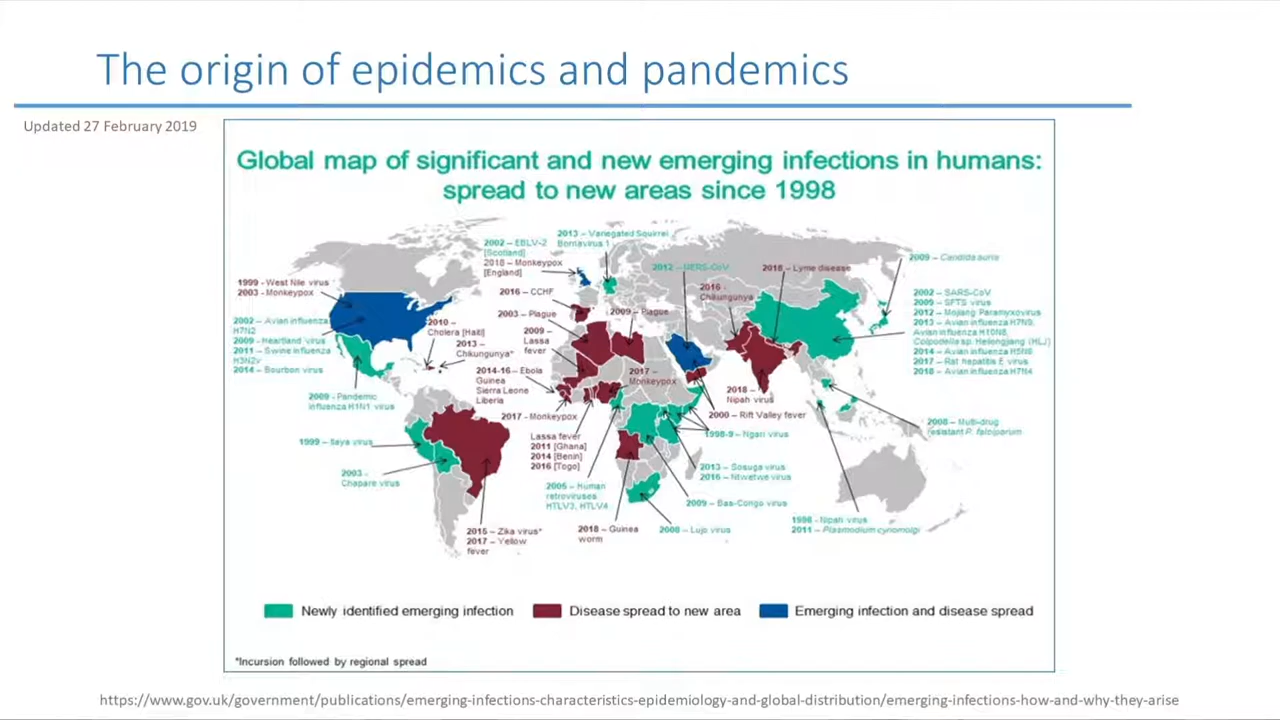 The origin of epidemics and pandemics
Updated 27 February 2019
Global map of significant and new emerging infections in humans:
spread to new areas since 1998
2013 – Variegated Squirrel
Bornavirus 1
2002 – EBLV-2
[Scotland]
2018 – Monkeypox
[England]
2012 – MERS-CoV
2018 – Lyme disease
2009 – Candida auris
1999 – West Nile virus
2003 – Monkeypox
2016 – CCHF
2016 -
Chikungunya
2002 – SARS-CoV
2009 – SFTS virus
2012 – Mojiang Paramyxovirus
2013 – Avian influenza H7N9,
Avian influenza H10N8,
Colpodella sp. Heilongjiang (HLJ)
2014 – Avian influenza H5N6
2017 – Rat hepatitis E virus
2018 – Avian influenza H7N4
2002 – Avian influenza
H7N2
2009 – Heartland virus
2011 – Swine influenza
H3N2v
2014 – Bourbon virus
2010 –
Cholera [Haiti]
2013 –
Chikungunya*
2003 – Plague
2009 – Plague
2009 –
Lassa
fever
2014-16 – Ebola
Guinea
Sierra Leone
Liberia
2017 –
Monkeypox
2018 –
Nipah virus
2009 – Pandemic
influenza H1N1 virus
2017 - Monkeypox
2000 – Rift Valley fever
2008 – Multi-drug
resistant P. falciparum
1999 – Itaya virus
Lassa fever
2011 [Ghana]
2014 [Benin]
2016 [Togo]
1998-9 – Ngari virus
2003 -
Chapare virus
2013 – Sosuga virus
2016 – Ntwetwe virus
2005 – Human
retroviruses
HTLV3, HTLV4
2009 – Bas-Congo virus
2015 – Zika virus*
2017 – Yellow
fever
2018 – Guinea
worm
2008 – Lujo virus
Nipah virus
2011 – Plasmodium cynomolgi
Newly identified emerging infection
Disease spread to new area
Emerging infection and disease spread
*Incursion followed by regional spread
https://www.gov.uk/government/publications/emerging-infections-characteristics-epidemiology-and-global-distribution/emerging-infections-how-and-why-they-arise